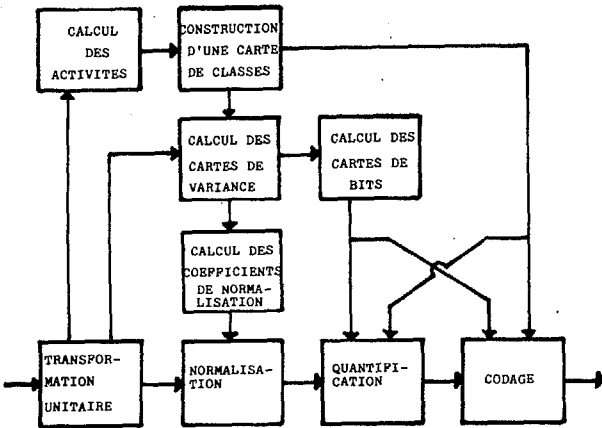 CALCUL
DES
ACTIVITES
CONSTRUCTION
D'UNE CARTE
DE CLASSES
CALCUL DES
CARTES DE
VARIANCE
CALCUL DES
CARTES DE
BITS
CALCUL DES
COEFFICIENTS
DE NORMA-
LISATION
TRANSFOR-
MATION
UNITAIRE
NORMALISA-
TION
QUANTIFI-
CATION
CODAGE